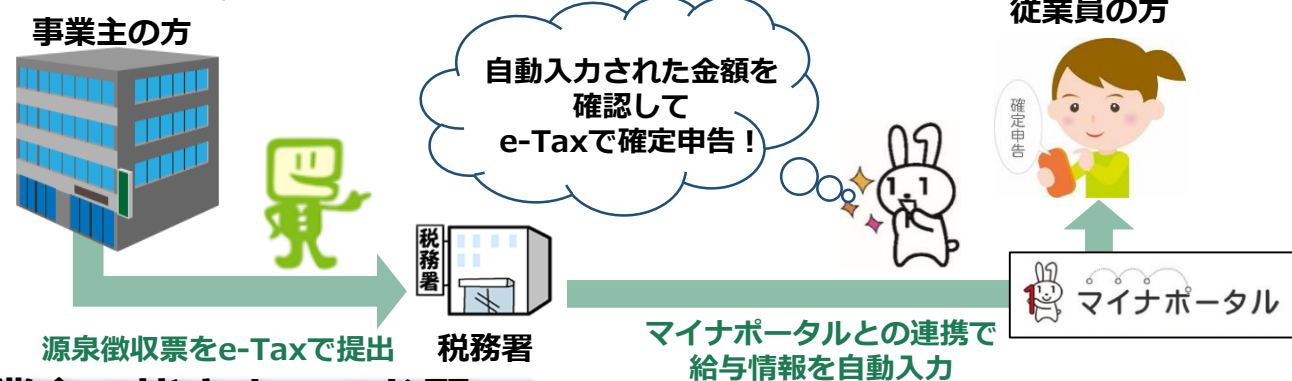 事業主の方
従業員の方
自動入力された金額を
確認して
e-Taxで確定申告！
確定申告
税務署
マイナポータル
源泉徴収票をe-Taxで提出
税務署
マイナポータルとの連携で
給与情報を自動入力